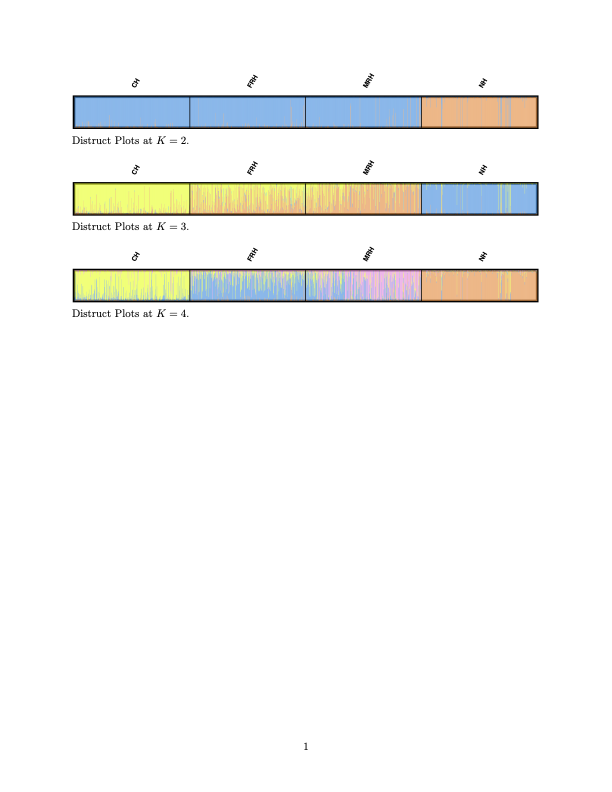 CH FRH MRH NH
Distruct Plots at K = 2.
CH FRH MRH NH
Distruct Plots at K = 3.
CH FRH MRH NH
Distruct Plots at K = 4.
1